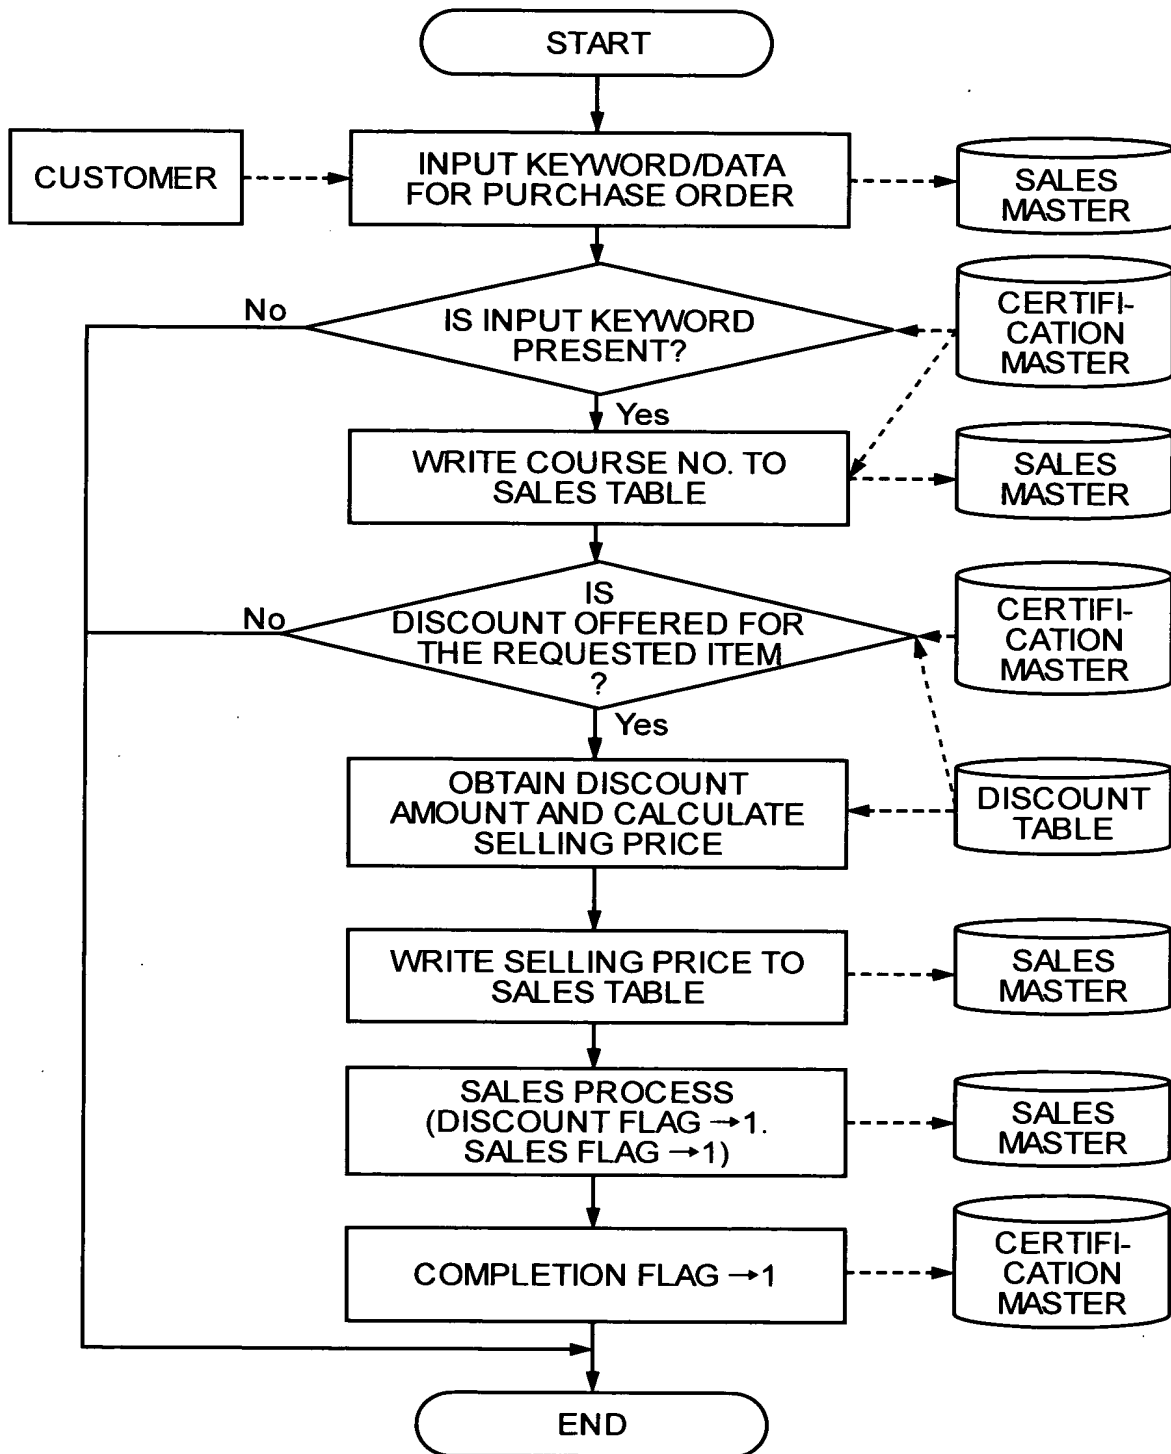 START
CUSTOMER
INPUT KEYWORD/DATA
FOR PURCHASE ORDER
SALES
MASTER
No
IS INPUT KEYWORD
PRESENT?
CERTIFI-
CATION
MASTER
Yes
WRITE COURSE NO. TO
SALES TABLE
SALES
MASTER
No
IS
DISCOUNT OFFERED FOR
THE REQUESTED ITEM
?
CERTIFI-
CATION
MASTER
Yes
OBTAIN DISCOUNT
AMOUNT AND CALCULATE
SELLING PRICE
DISCOUNT
TABLE
WRITE SELLING PRICE TO
SALES TABLE
SALES
MASTER
SALES PROCESS
(DISCOUNT FLAG →1.
SALES FLAG →1)
SALES
MASTER
COMPLETION FLAG →1
CERTIFI-
CATION
MASTER
END